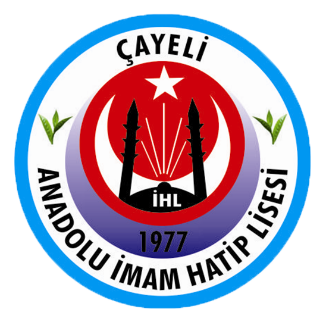 ÇAYELİ
İHL
1977
ANADOLU İMAM HATİP LİSESİ